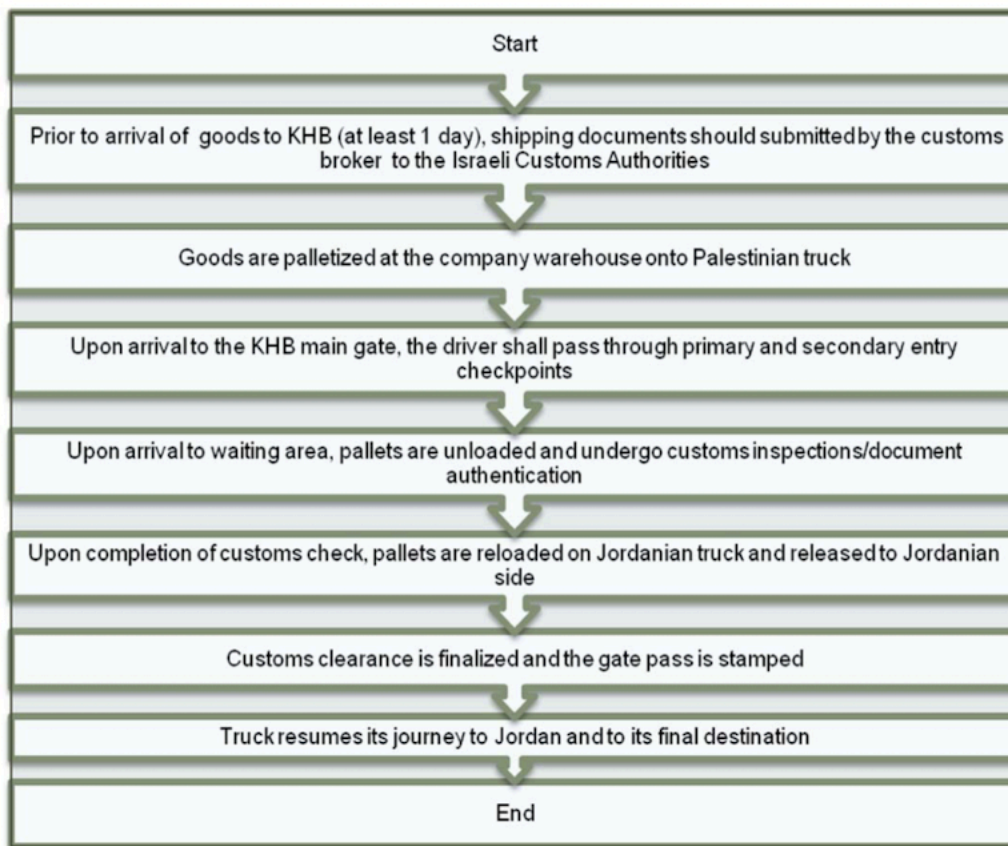 Start
Prior to arrival of goods to KHB (at least 1 day), shipping documents should submitted by the customs
broker to the Israeli Customs Authorities
Goods are palletized at the company warehouse onto Palestinian truck
Upon arrival to the KHB main gate, the driver shall pass through primary and secondary entry
checkpoints
Upon arrival to waiting area, pallets are unloaded and undergo customs inspections/document
authentication
Upon completion of customs check, pallets are reloaded on Jordanian truck and released to Jordanian
side
Customs clearance is finalized and the gate pass is stamped
Truck resumes its journey to Jordan and to its final destination
End